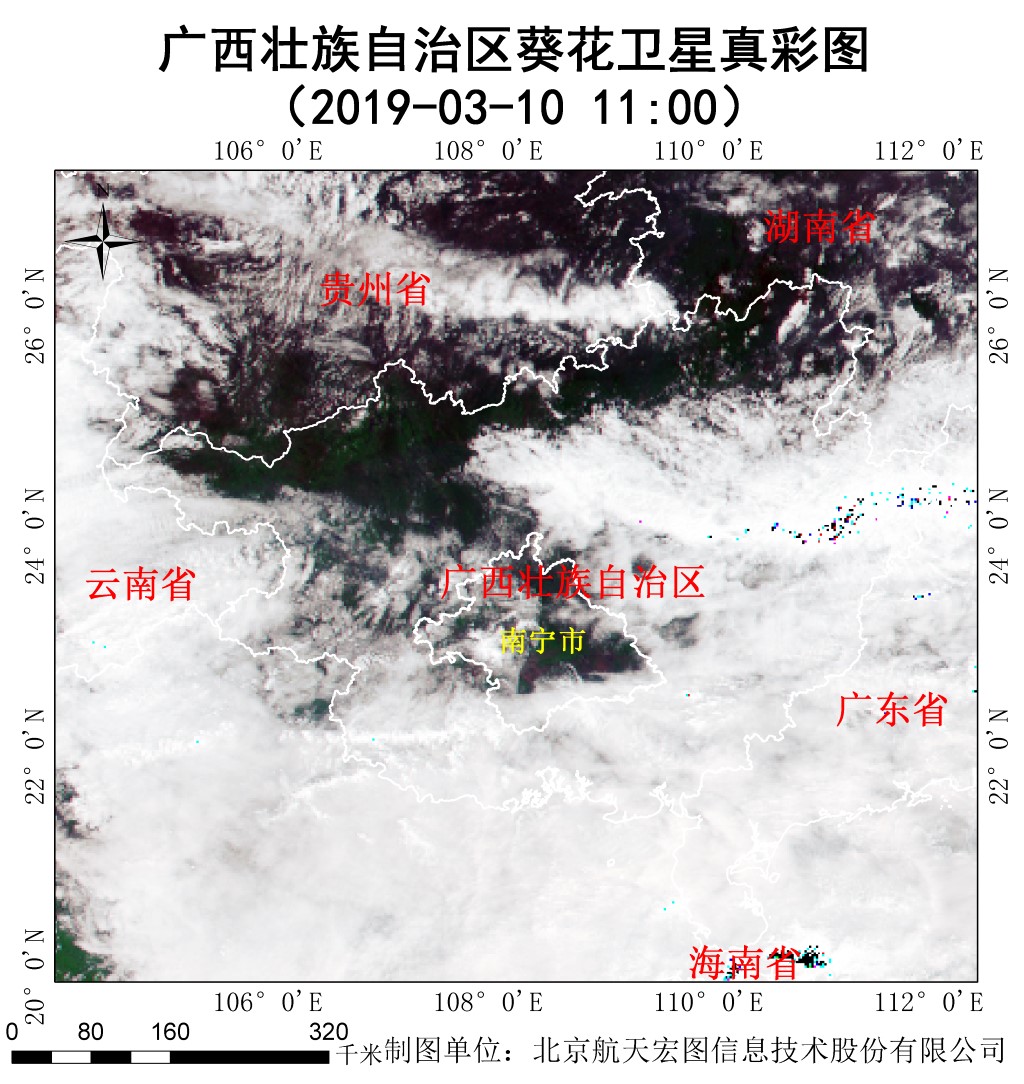 广西壮族自治区葵花卫星真彩图
（2019-03-10 11:00）
106° 0'E 108° 0'E 110° 0'E 112° 0'E
N
湖南省
贵州省
26° 0'N 26° 0'N
24° 0'N 24° 0'N
云南省
广西壮族自治区
南宁市
广东省
22° 0'N 22° 0'N
海南省
20° 0'N
106° 0'E 108° 0'E 110° 0'E 112° 0'E
0 80 160 320
千米制图单位：北京航天宏图信息技术股份有限公司